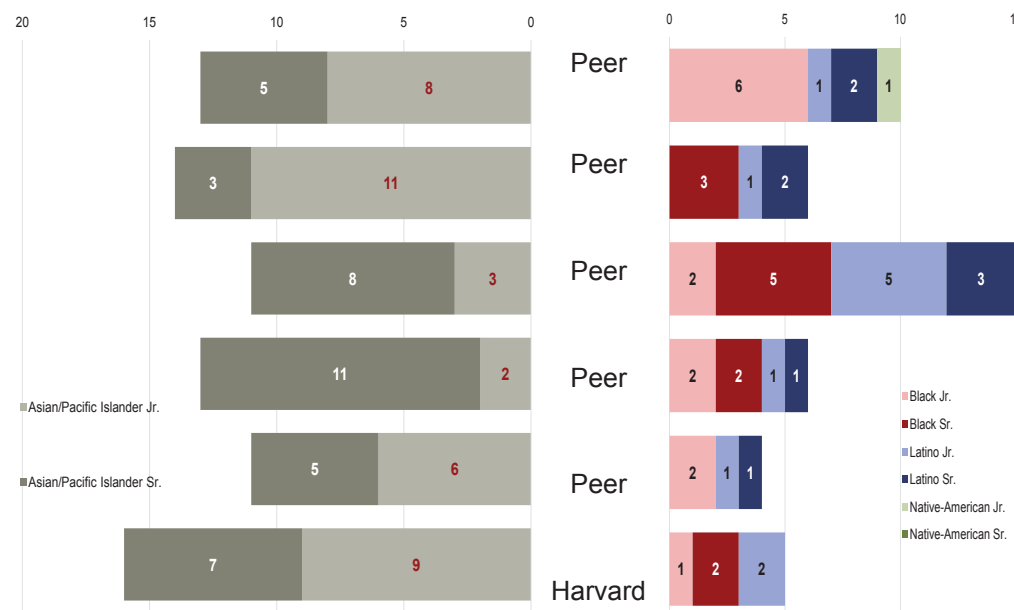 20 15 10 5 0
0 5 10 15
5 8 Peer 6 1 2 1
3 11 Peer 3 1 2
8 3 Peer 2 5 5 3
11 2 Peer 2 2 1 1
5 6 Peer 2 1 1
7 9 Harvard 1 2 2
Asian/Pacific Islander Jr.
Asian/Pacific Islander Sr.
Black Jr.
Black Sr.
Latino Jr.
Latino Sr.
Native-American Jr.
Native-American Sr.